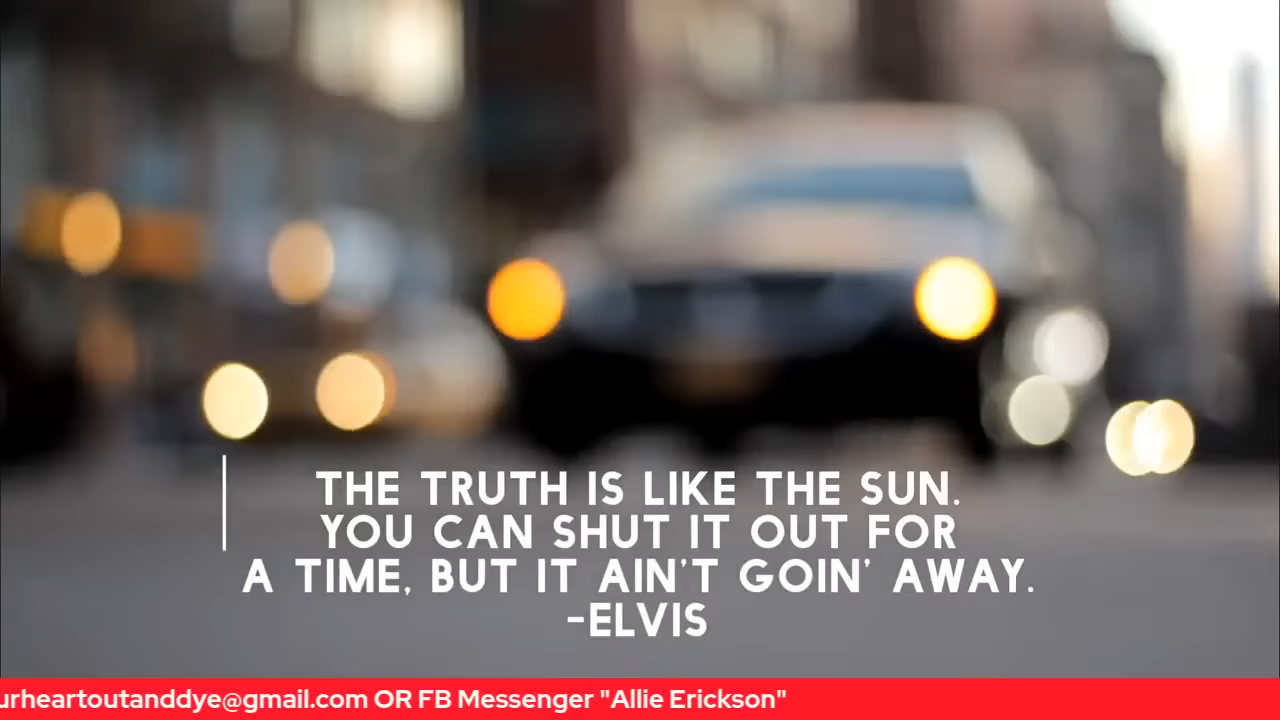 THE TRUTH IS LIKE THE SUN.
YOU CAN SHUT IT OUT FOR
A TIME, BUT IT AIN'T GOIN' AWAY.
-ELVIS
urheartoutanddye@gmail.com OR FB Messenger "Allie Erickson"